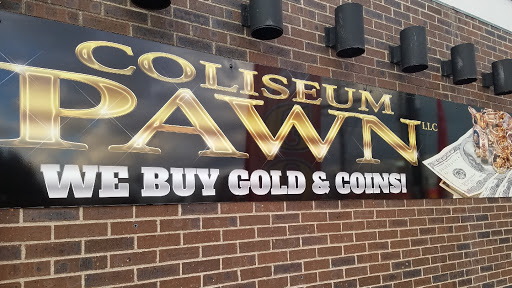 COLISEUM
PAWN LLC
WE BUY GOLD & COINS!